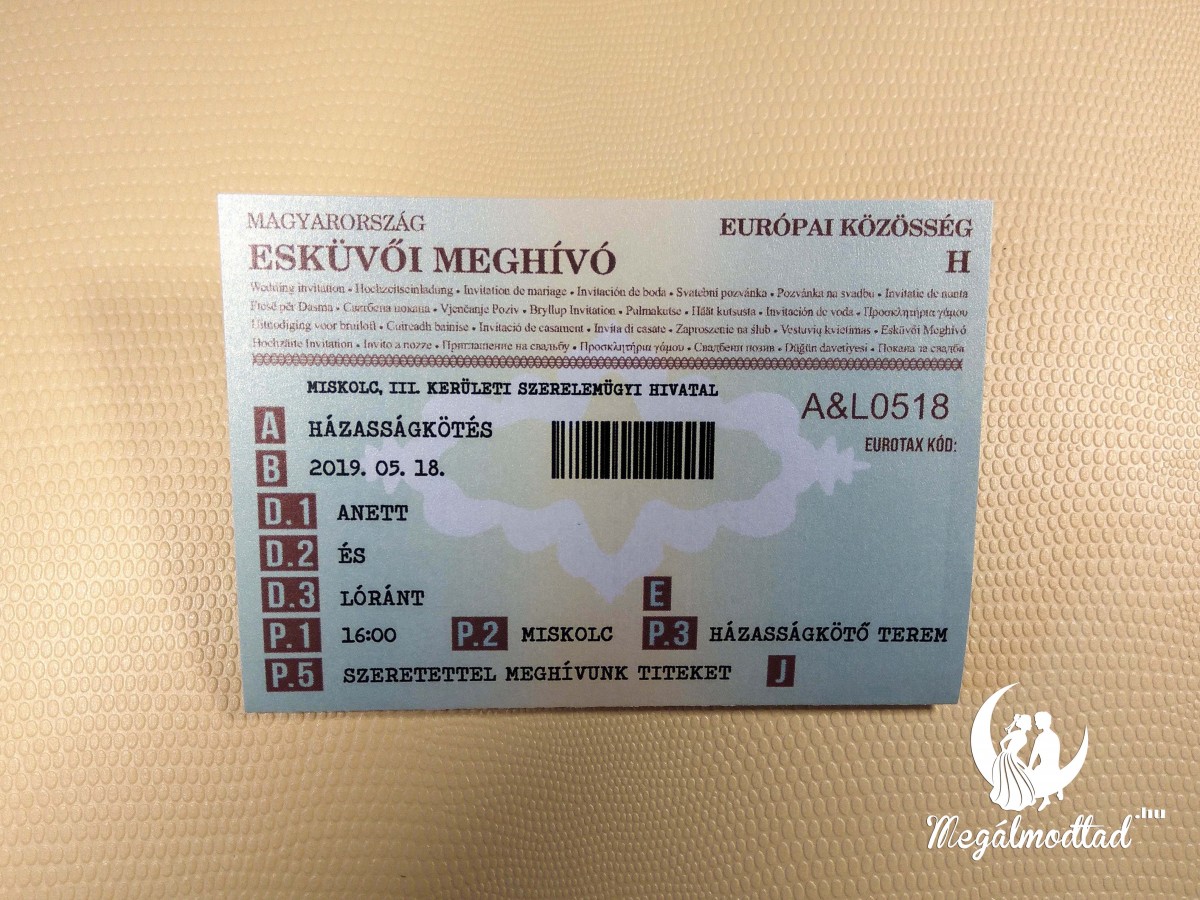 MAGYARORSZÁG
EURÓPAI KÖZÖSSÉG
ESKÜVŐI MEGHÍVÓ
H
Wedning invitation • Hochzeitseinladung • Invitation de mariage • Invitación de boda • Svatební pozvánka • Pozvánka na svadbu • Invitatie de nunta
Ftesë për Dasma • Сватбена покана • Vjenčanje Poziv • Bryllup Invitation • Pulmakutse • Häät kutsusta • Invitación de voda • Προσκλητήρια γάμου
Uitnodiging voor bruiloft • Cuireadh bainise • Invitació de casament • Invita di casate • Zaproszenie na ślub • Vestuvių kvietimas • Esküvői Meghívó
Hochzäite Invitation • Invito a nozze • Приглашение на свадьбу • Προσκλητήρια γάμου • Свадбени позив • Düğün davetiyesi • Покана за свадба
MISKOLC, III. KERÜLETI SZERELEMÜGYI HIVATAL
A&L0518
EUROTAX KÓD:
A HÁZASSÁGKÖTÉS
B 2019. 05. 18.
D.1 ANETT
D.2 ÉS
D.3 LÓRÁNT
E
P.1 16:00 P.2 MISKOLC P.3 HÁZASSÁGKÖTŐ TEREM
P.5 SZERETETTEL MEGHÍVUNK TITEKET J
Megálmodtad.hu